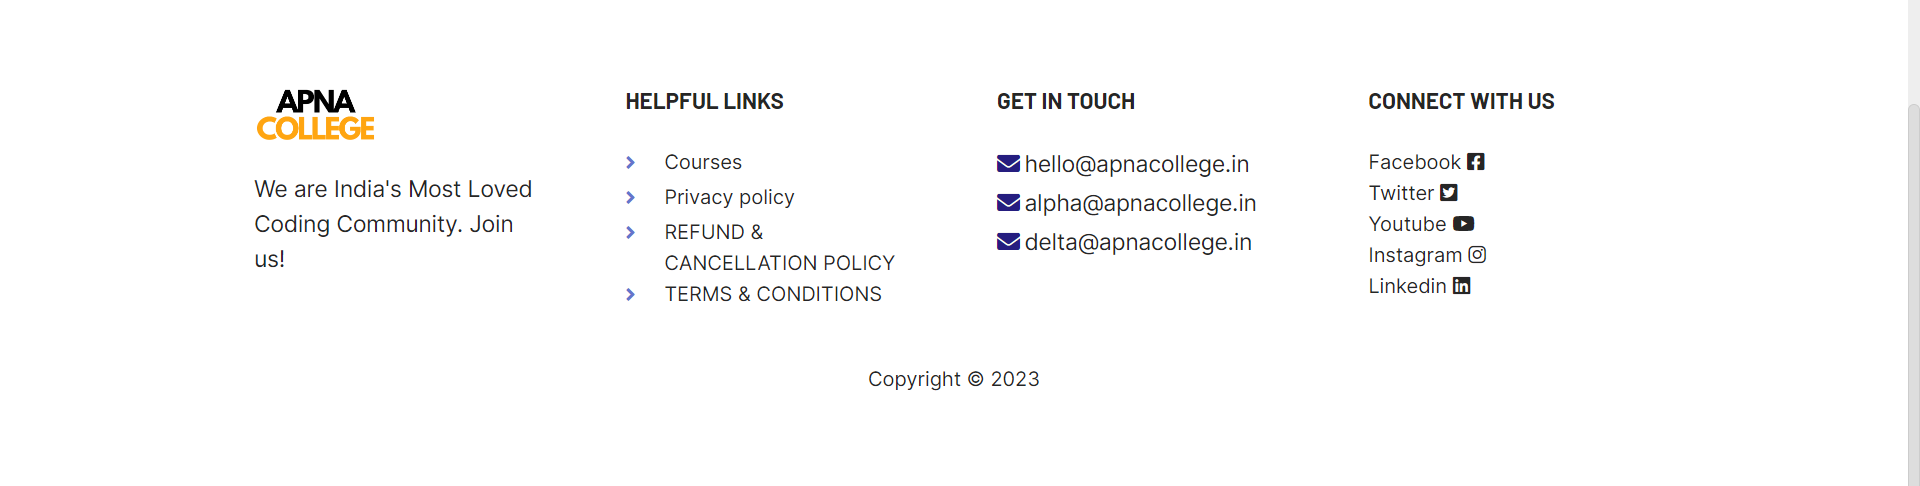 APNA
COLLEGE
We are India's Most Loved
Coding Community. Join
us!
HELPFUL LINKS
Courses
Privacy policy
REFUND &
CANCELLATION POLICY
TERMS & CONDITIONS
GET IN TOUCH
hello@apnacollege.in
alpha@apnacollege.in
delta@apnacollege.in
CONNECT WITH US
Facebook
Twitter
Youtube
Instagram
Linkedin
Copyright © 2023